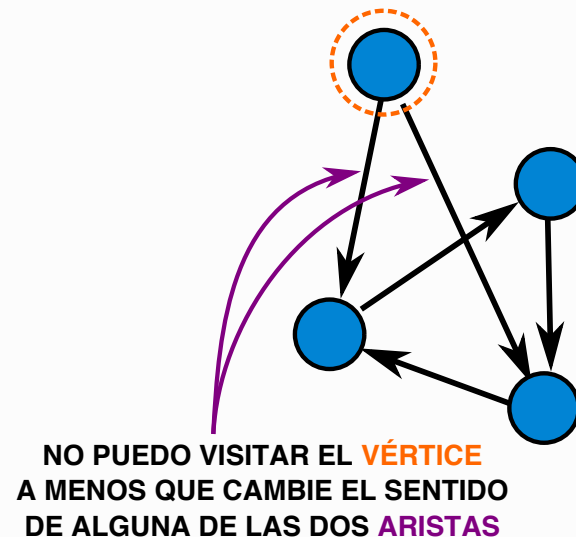 NO PUEDO VISITAR EL VÉRTICE
A MENOS QUE CAMBIE EL SENTIDO
DE ALGUNA DE LAS DOS ARISTAS